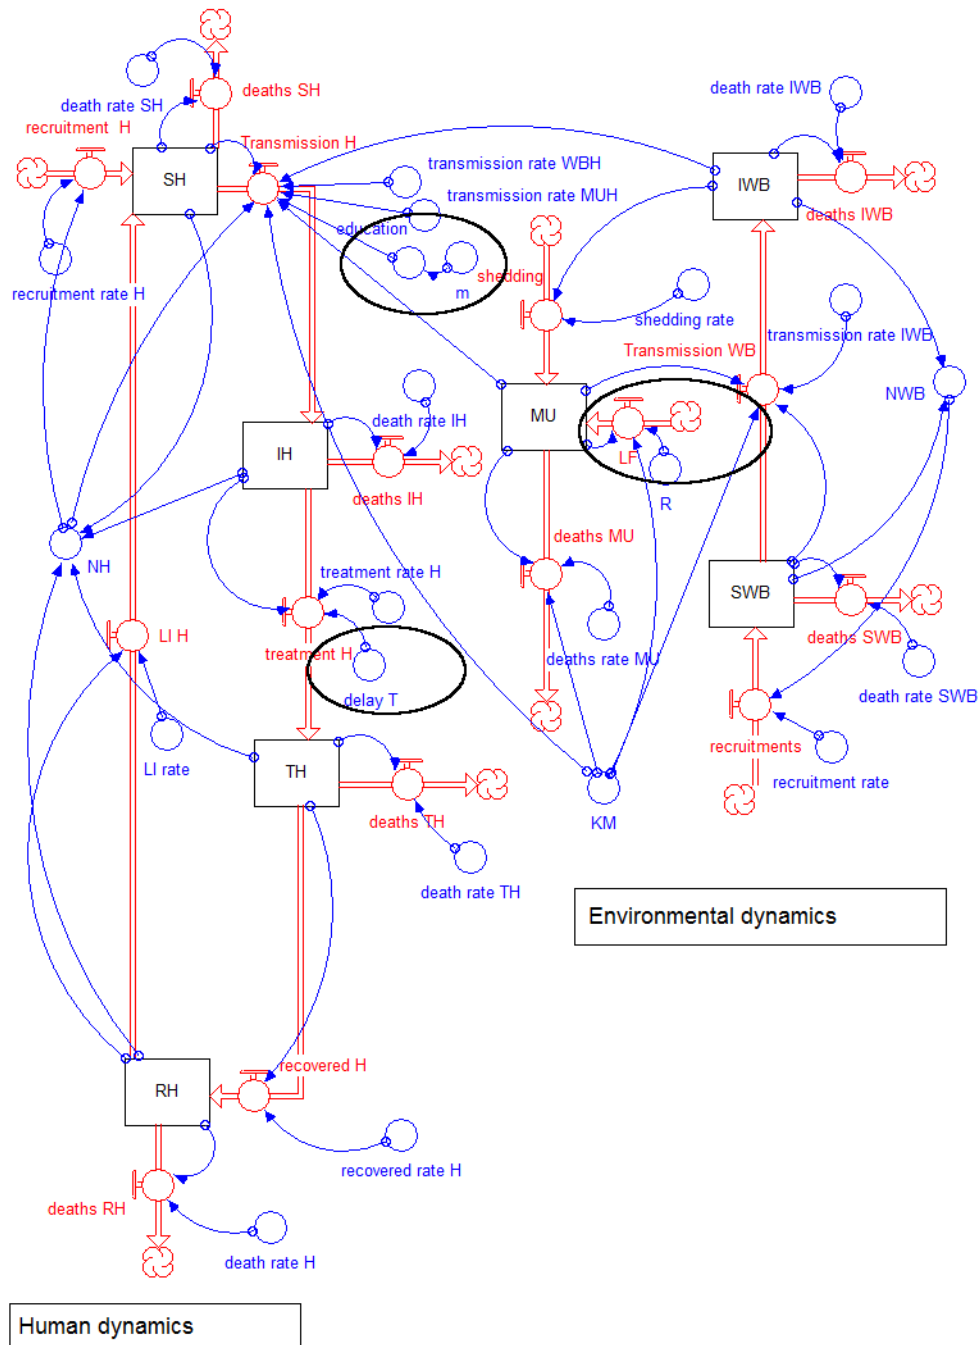 deaths SH
death rate SH
recruitment H
Transmission H
SH
transmission rate WBH
transmission rate MUH
education
m
recruitment rate H
death rate IWB
IWB
deaths IWB
shedding
shedding rate
transmission rate IWB
Transmission WB
NWB
death rate IH
IH
deaths IH
MU
LF
R
NH
treatment rate H
treatment H
delay T
LI H
LI rate
deaths MU
deaths rate MU
SWB
deaths SWB
death rate SWB
recruitments
recruitment rate
TH
deaths TH
death rate TH
KM
Environmental dynamics
recovered H
RH
recovered rate H
deaths RH
death rate H
Human dynamics